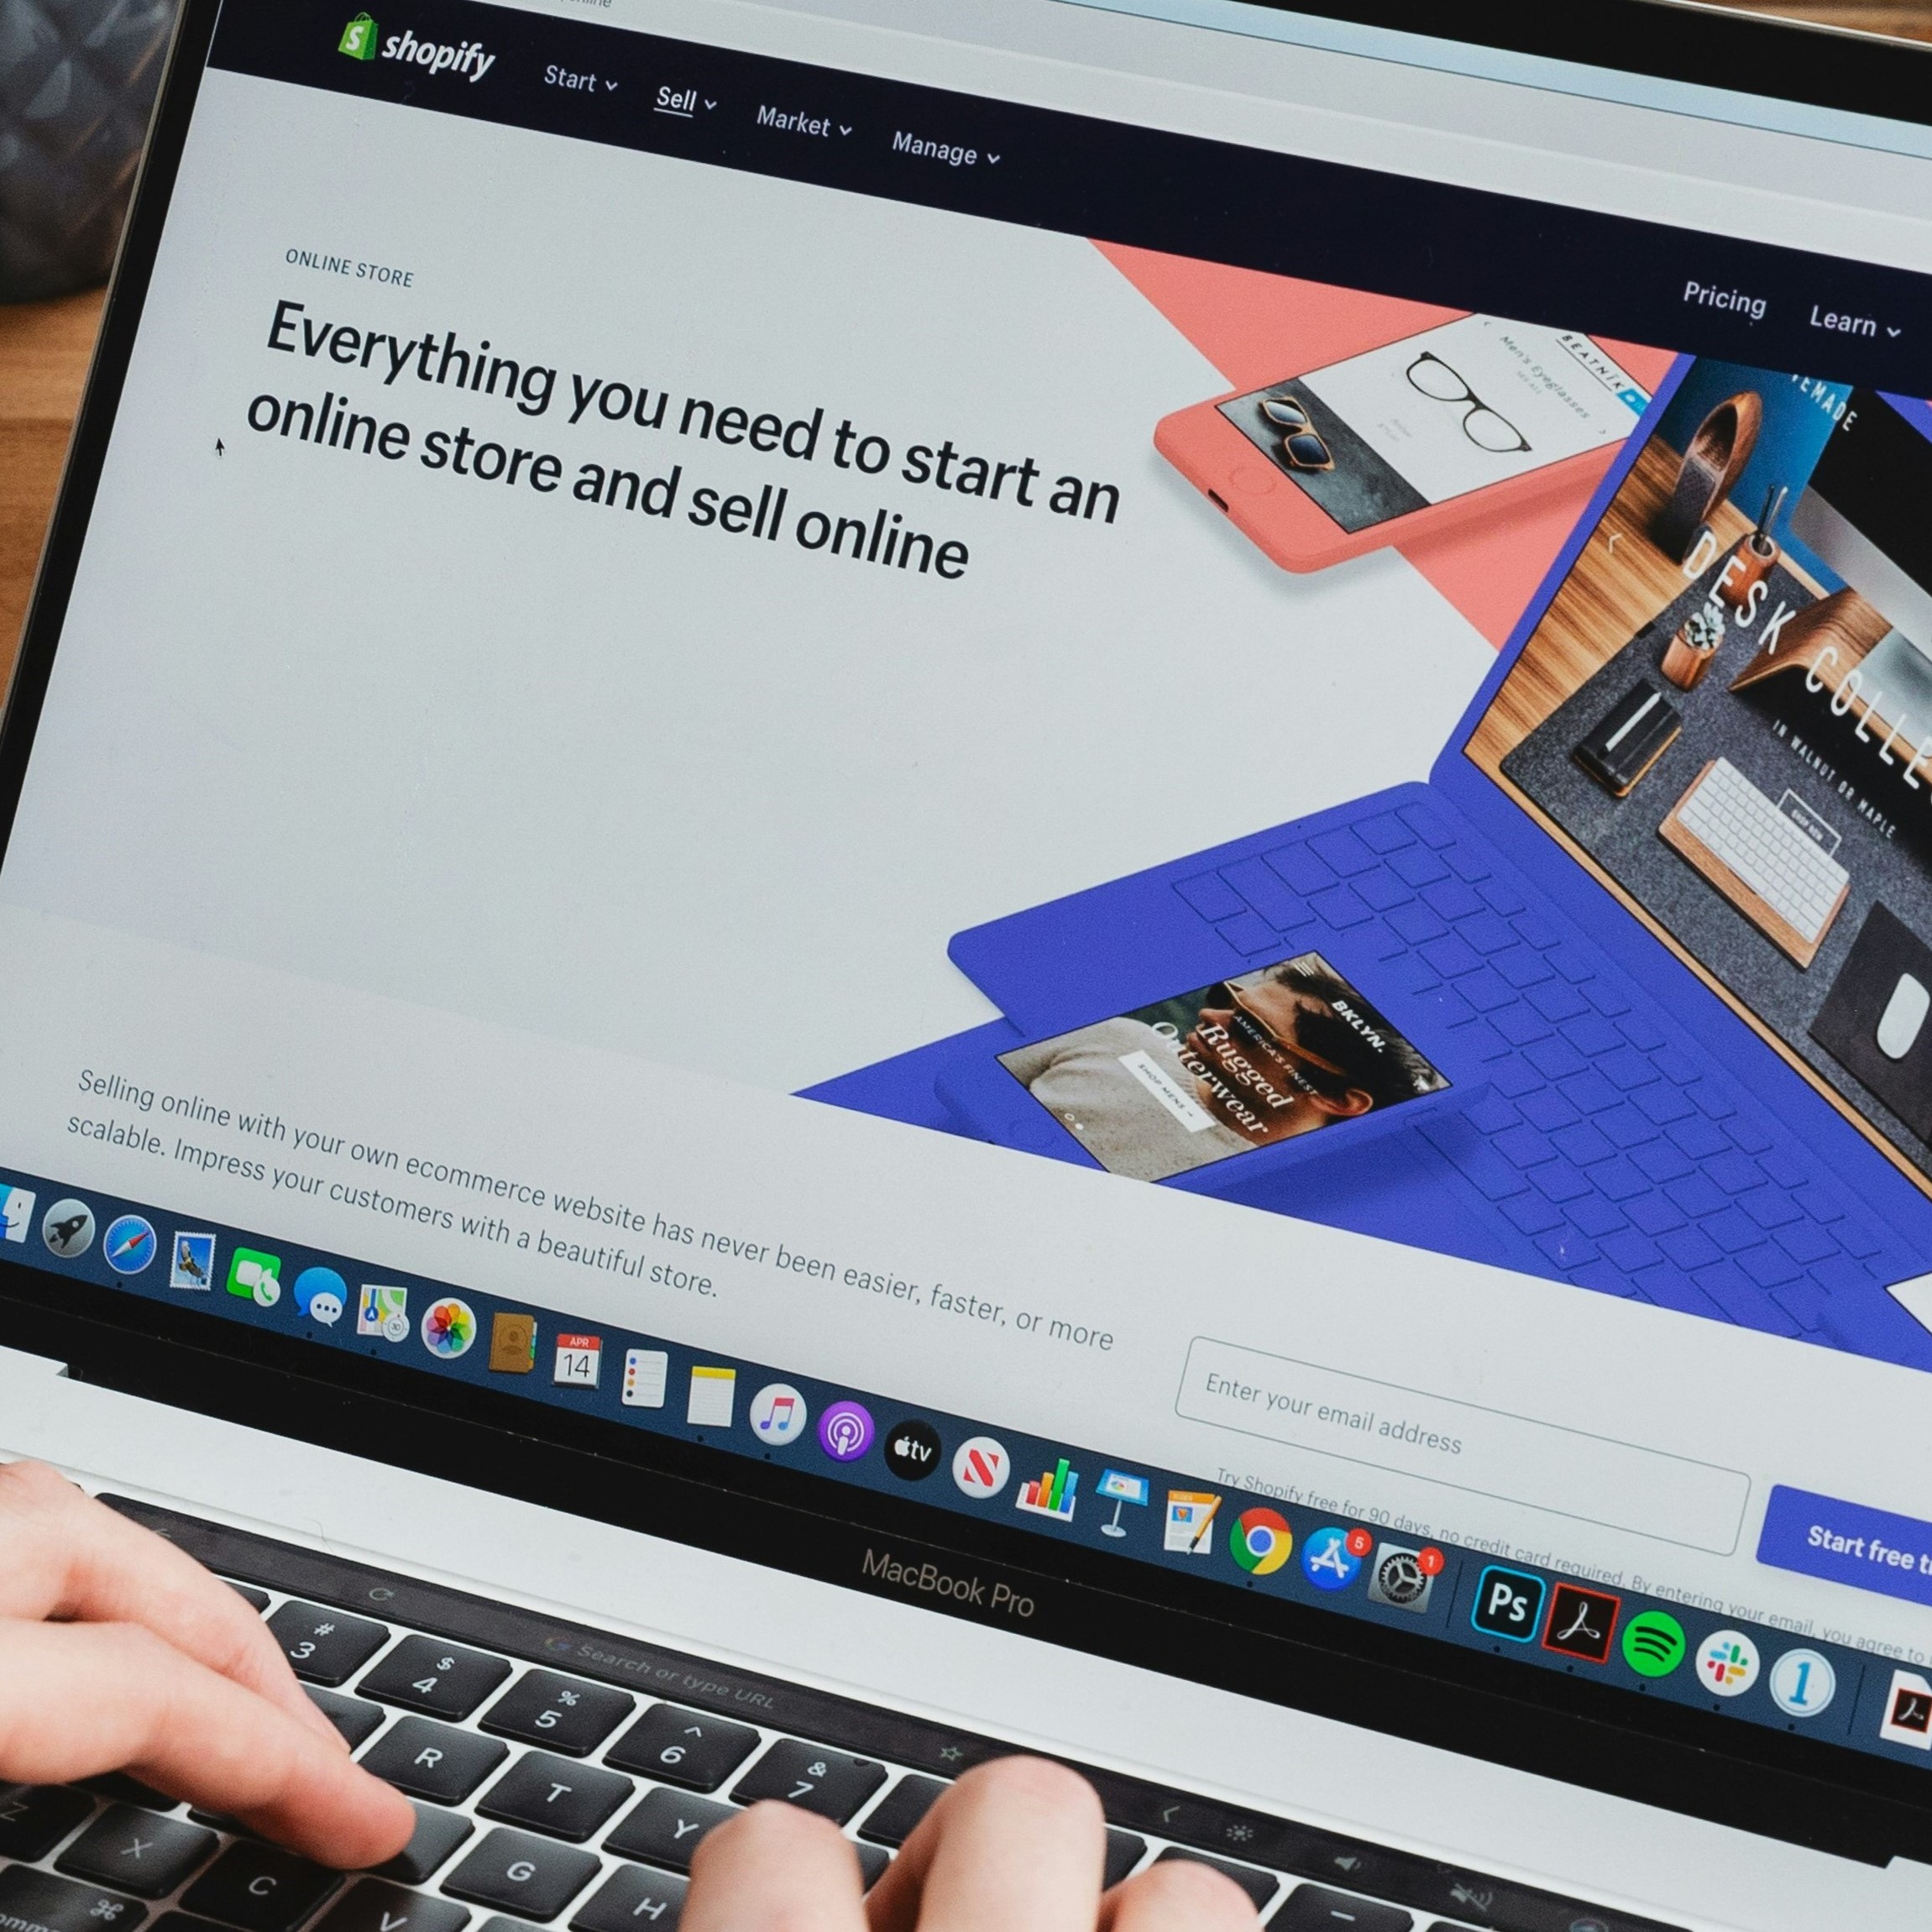 shopify
Start
Sell
Market
Manage
Pricing
Learn
ONLINE STORE
Everything you need to start an
online store and sell online
BEATNIK
Men's Eyeglasses
DESK COLLE
IN WALNUT OR MAPLE
SHOP NOW
BKLYN.
AMERICA'S FINEST
Rugged
Outerwear
SHOP MENS →
Selling online with your own ecommerce website has never been easier, faster, or more
scalable. Impress your customers with a beautiful store.
Enter your email address
Try Shopify free for 90 days, no credit card required. By entering your email, you agree to
Start free t
APR
14
tv
5
1
Ps
1
MacBook Pro
Search or type URL
# 3
$ 4
% 5
^ 6
& 7
R
T
Y
G
H
Z
X
C
V
⌘